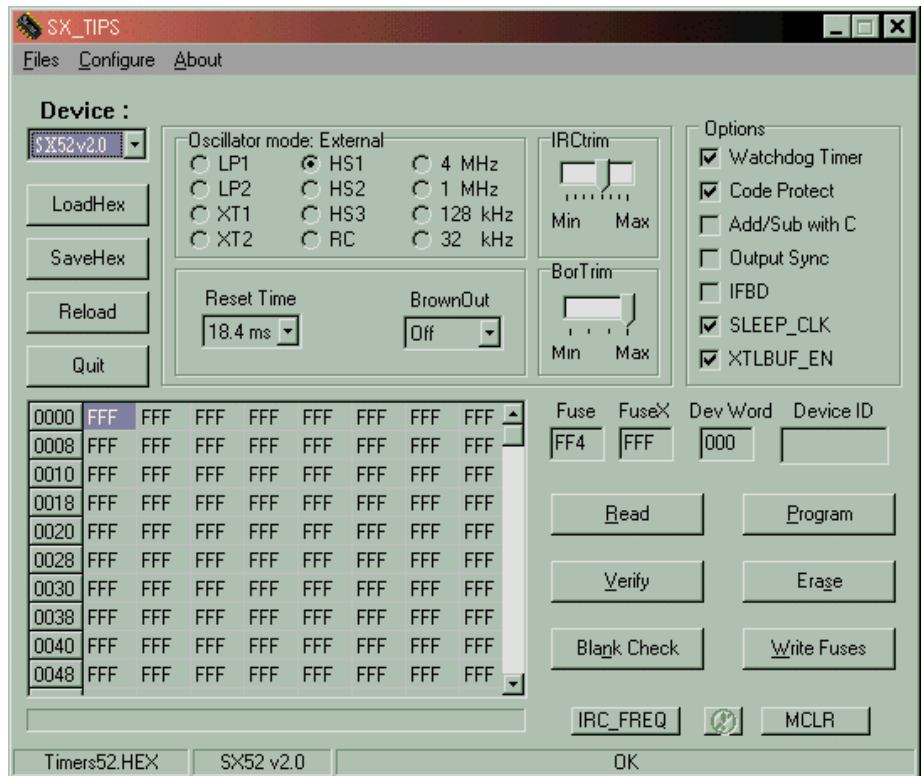 SX_TIPS
Files Configure About
Device :
SX52v2.0
LoadHex
SaveHex
Reload
Quit
Oscillator mode: External
LP1 HS1 4 MHz
LP2 HS2 1 MHz
XT1 HS3 128 kHz
XT2 RC 32 kHz
Reset Time
18.4 ms
BrownOut
Off
IRCtrim
Min Max
BorTrim
Min Max
Options
Watchdog Timer
Code Protect
Add/Sub with C
Output Sync
IFBD
SLEEP_CLK
XTLBUF_EN
0000 FFF FFF FFF FFF FFF FFF FFF FFF
0008 FFF FFF FFF FFF FFF FFF FFF FFF
0010 FFF FFF FFF FFF FFF FFF FFF FFF
0018 FFF FFF FFF FFF FFF FFF FFF FFF
0020 FFF FFF FFF FFF FFF FFF FFF FFF
0028 FFF FFF FFF FFF FFF FFF FFF FFF
0030 FFF FFF FFF FFF FFF FFF FFF FFF
0038 FFF FFF FFF FFF FFF FFF FFF FFF
0040 FFF FFF FFF FFF FFF FFF FFF FFF
0048 FFF FFF FFF FFF FFF FFF FFF FFF
Fuse FuseX Dev Word Device ID
FF4 FFF 000
Read Program
Verify Erase
Blank Check Write Fuses
IRC_FREQ MCLR
Timers52.HEX SX52 v2.0 OK